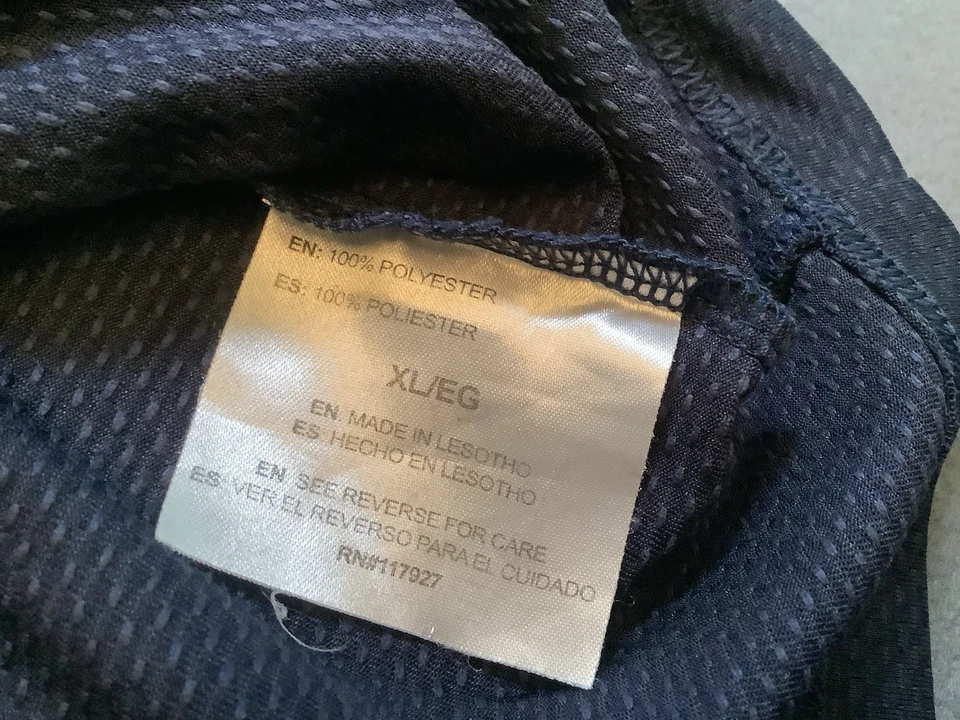 EN: 100% POLYESTER
ES: 100% POLIESTER
XL/EG
EN: MADE IN LESOTHO
ES: HECHO EN LESOTHO
EN: SEE REVERSE FOR CARE
ES: VER EL REVERSO PARA EL CUIDADO
RN#117927